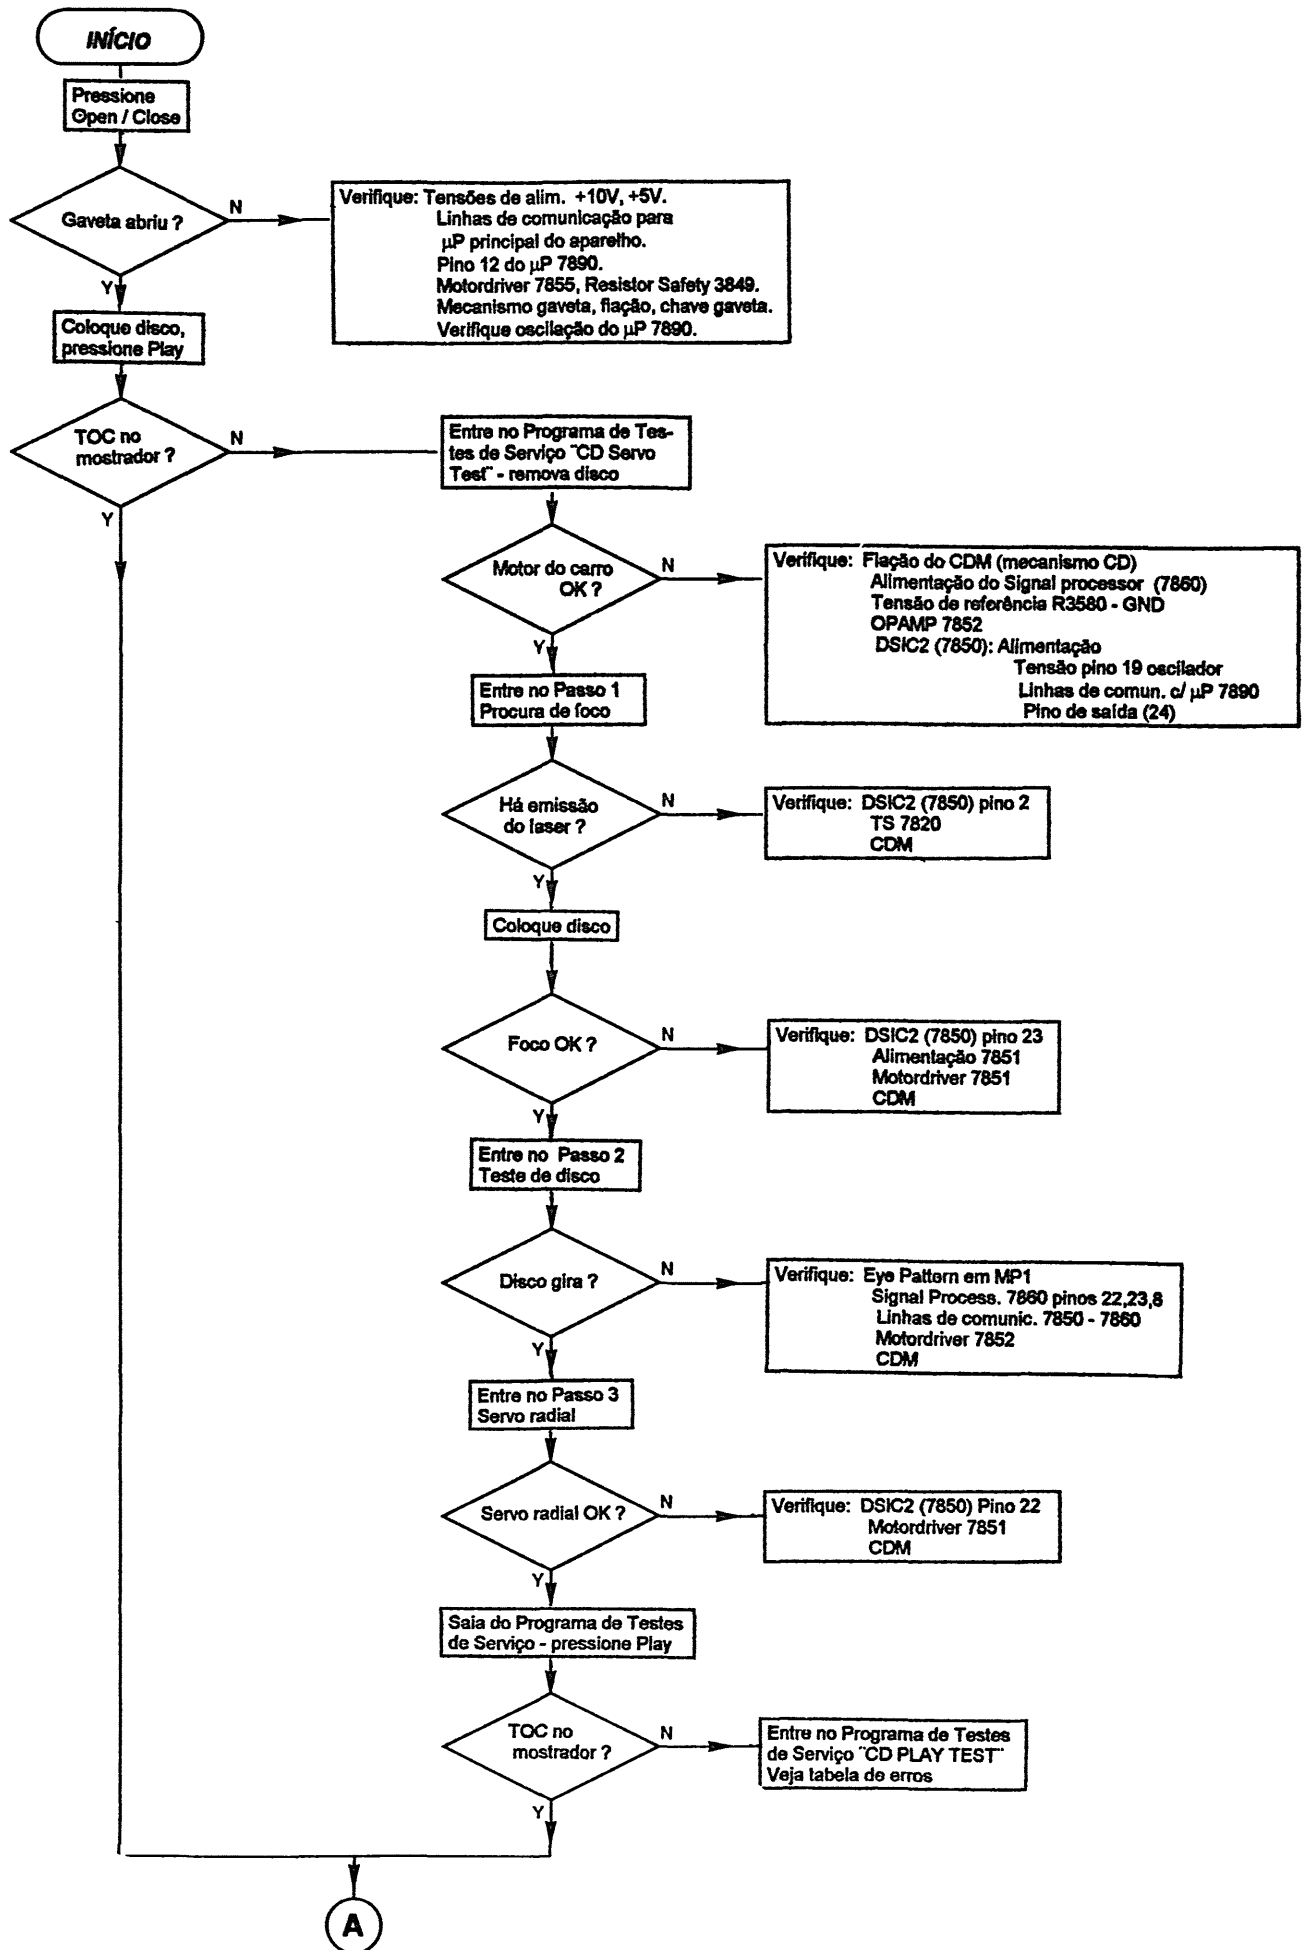 INÍCIO
Pressione
Open / Close
Gaveta abriu ?
N
Y
Verifique: Tensões de alim. +10V, +5V.
Linhas de comunicação para
µP principal do aparelho.
Pino 12 do µP 7890.
Motordriver 7855, Resistor Safety 3849.
Mecanismo gaveta, fiação, chave gaveta.
Verifique oscilação do µP 7890.
Coloque disco,
pressione Play
TOC no
mostrador ?
N
Y
Entre no Programa de Tes-
tes de Serviço ¨CD Servo
Test¨ - remova disco
Motor do carro
OK ?
N
Y
Verifique: Fiação do CDM (mecanismo CD)
Alimentação do Signal processor (7860)
Tensão de referência R3580 - GND
OPAMP 7852
DSIC2 (7850): Alimentação
Tensão pino 19 oscilador
Linhas de comun. c/ µP 7890
Pino de saída (24)
Entre no Passo 1
Procura de foco
Há emissão
do laser ?
N
Y
Verifique: DSIC2 (7850) pino 2
TS 7820
CDM
Coloque disco
Foco OK ?
N
Y
Verifique: DSIC2 (7850) pino 23
Alimentação 7851
Motordriver 7851
CDM
Entre no Passo 2
Teste de disco
Disco gira ?
N
Y
Verifique: Eye Pattern em MP1
Signal Process. 7860 pinos 22,23,8
Linhas de comunic. 7850 - 7860
Motordriver 7852
CDM
Entre no Passo 3
Servo radial
Servo radial OK ?
N
Y
Verifique: DSIC2 (7850) Pino 22
Motordriver 7851
CDM
Saia do Programa de Testes
de Serviço - pressione Play
TOC no
mostrador ?
N
Y
Entre no Programa de Testes
de Serviço ¨CD PLAY TEST¨
Veja tabela de erros
A